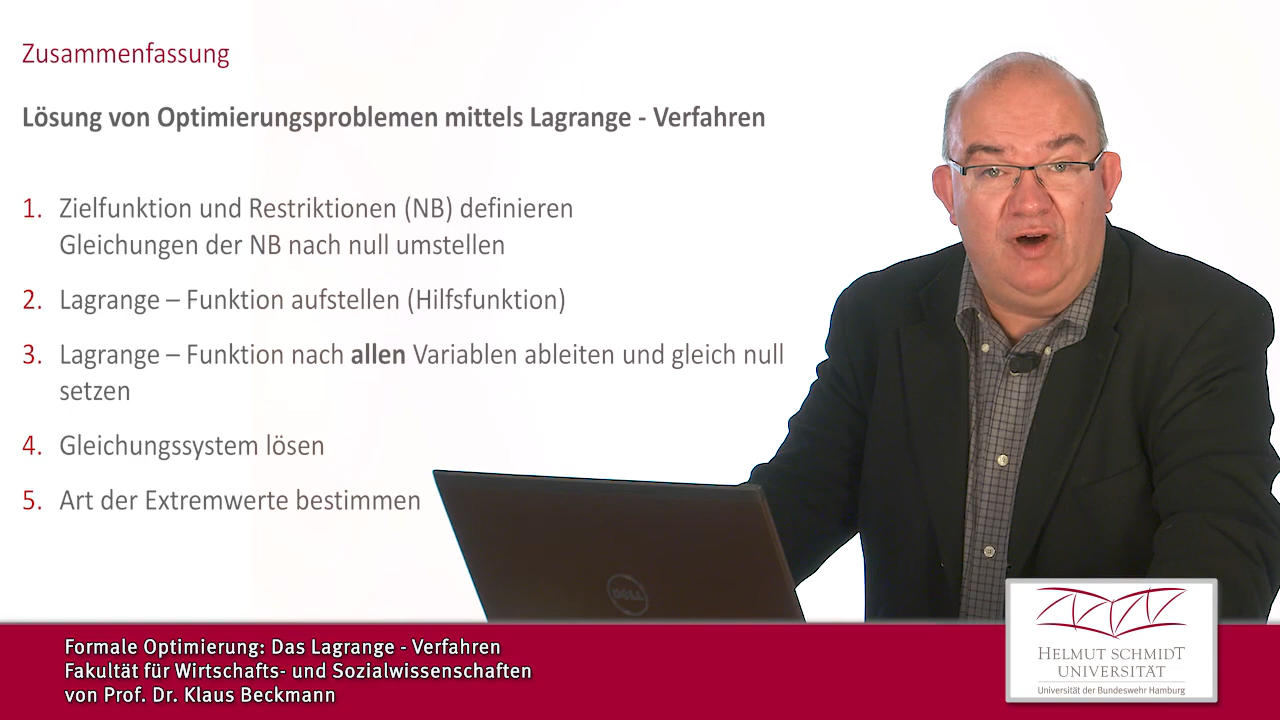 Zusammenfassung
Lösung von Optimierungsproblemen mittels Lagrange - Verfahren
1. Zielfunktion und Restriktionen (NB) definieren
Gleichungen der NB nach null umstellen
2. Lagrange – Funktion aufstellen (Hilfsfunktion)
3. Lagrange – Funktion nach allen Variablen ableiten und gleich null
setzen
4. Gleichungssystem lösen
5. Art der Extremwerte bestimmen
DELL
Formale Optimierung: Das Lagrange - Verfahren
Fakultät für Wirtschafts- und Sozialwissenschaften
von Prof. Dr. Klaus Beckmann
HELMUT SCHMIDT
UNIVERSITÄT
Universität der Bundeswehr Hamburg